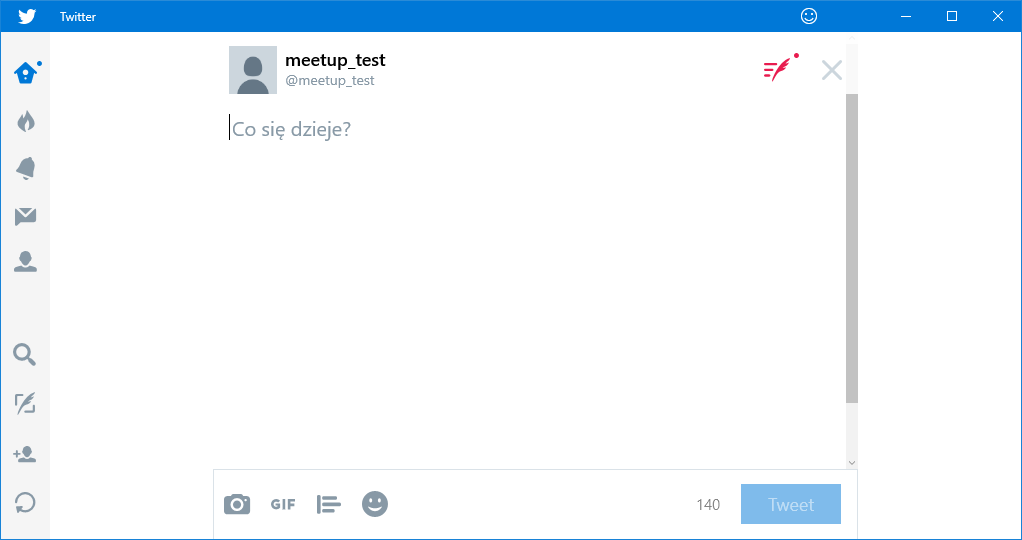 Twitter
meetup_test
@meetup_test
Co się dzieje?
GIF
140
Tweet